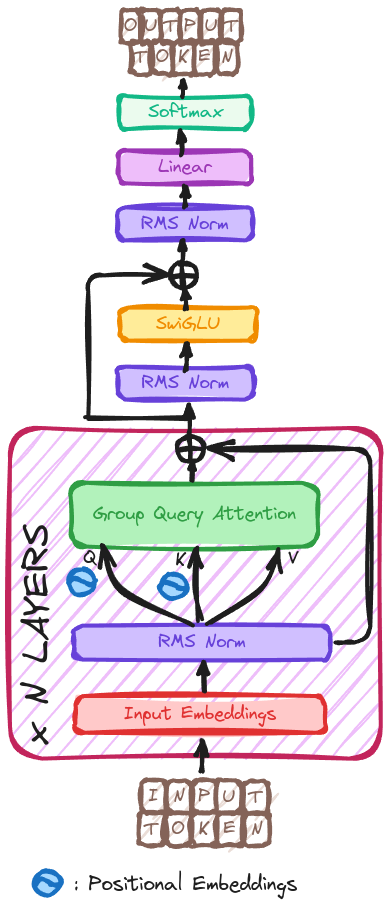 OUTPUT
TOKEN
Softmax
Linear
RMS Norm
SwiGLU
RMS Norm
Group Query Attention
Q K V
RMS Norm
Input Embeddings
x N LAYERS
INPUT
TOKEN
: Positional Embeddings